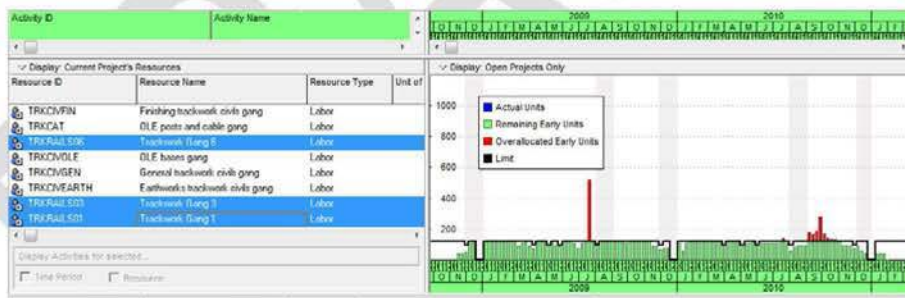 Activity ID Activity Name
2009 2010
O N D J F M A M J J A S O N D J F M A M J J A S O N D J F
Display: Current Project's Resources
Display: Open Projects Only
Resource ID Resource Name Resource Type Unit of
TRKCIVFIN Finishing trackwork civils gang Labor
TRKCAT OLE posts and cable gang Labor
TRKRAILS06 Trackwork Gang 6 Labor
TRKCIVOLE OLE bases gang Labor
TRKCIVGEN General trackwork civils gang Labor
TRKCIVEARTH Earthworks trackwork civils gang Labor
TRKRAILS03 Trackwork Gang 3 Labor
TRKRAILS01 Trackwork Gang 1 Labor
Display Activities for selected...
Time Period Resource
1000
800
600
400
200
Actual Units
Remaining Early Units
Overallocated Early Units
Limit
O N D J F M A M J J A S O N D J F M A M J J A S O N D J F
2009 2010